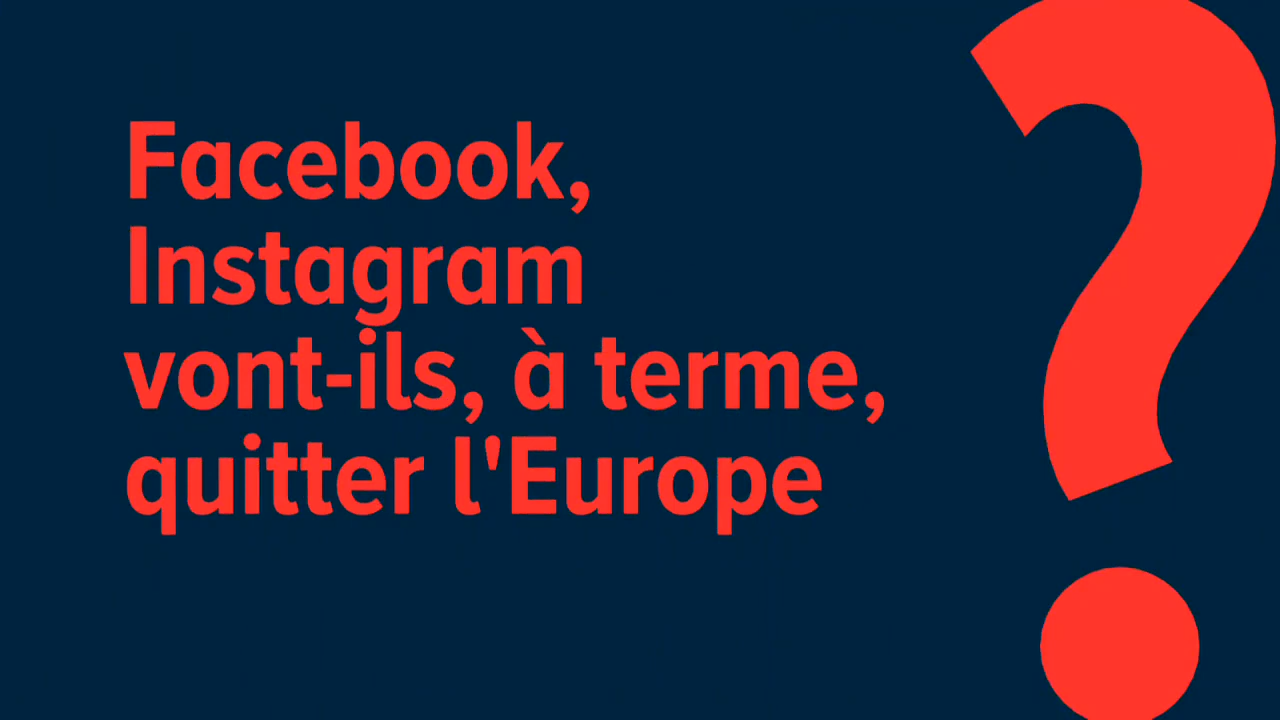 Facebook,
Instagram
vont-ils, à terme,
quitter l'Europe
?